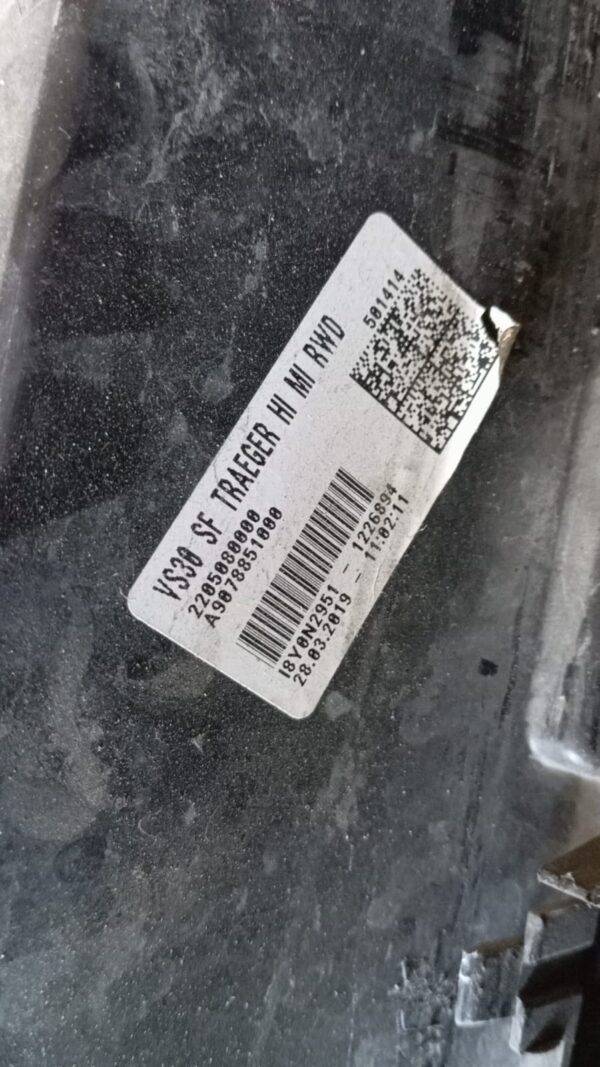 VS30 SF TRAEGER HI MI RWD
2205080000
A9078851000
501414
I8Y0N2951 - 1226894
28.03.2019 - 11:02:11